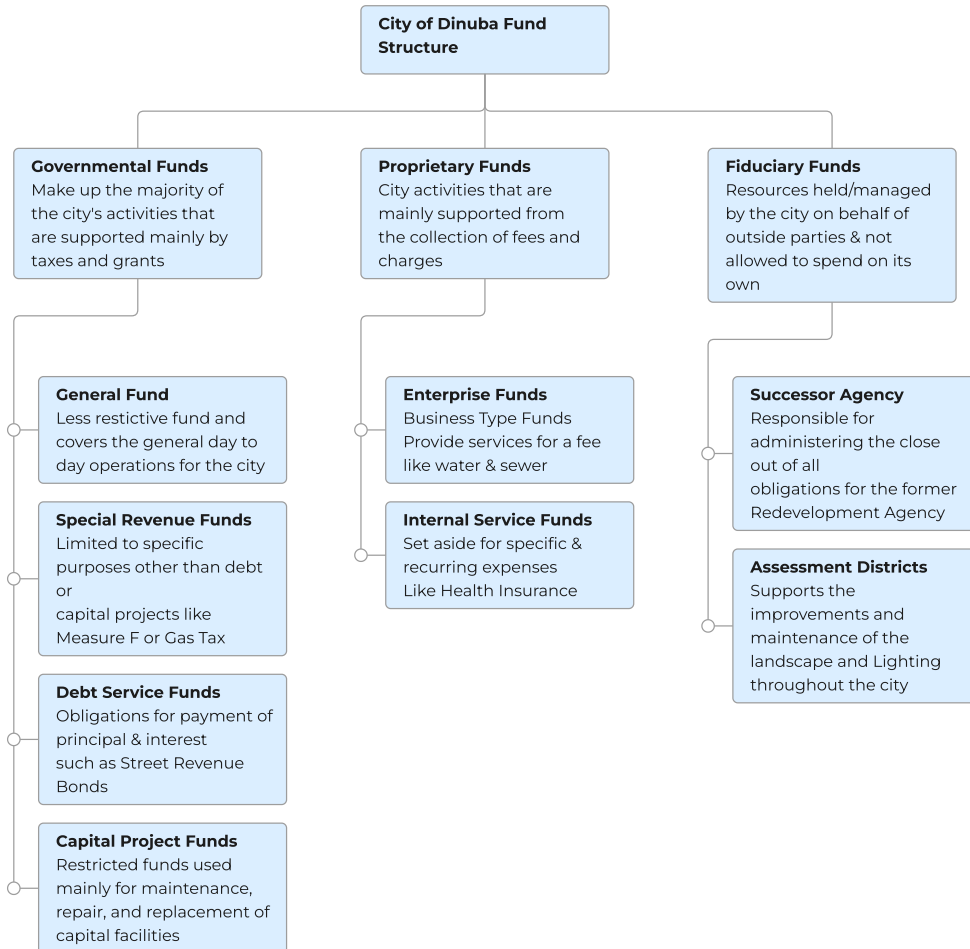 City of Dinuba Fund
Structure
Governmental Funds
Make up the majority of
the city's activities that
are supported mainly by
taxes and grants
Proprietary Funds
City activities that are
mainly supported from
the collection of fees and
charges
Fiduciary Funds
Resources held/managed
by the city on behalf of
outside parties & not
allowed to spend on its
own
General Fund
Less restictive fund and
covers the general day to
day operations for the city
Special Revenue Funds
Limited to specific
purposes other than debt
or
capital projects like
Measure F or Gas Tax
Debt Service Funds
Obligations for payment of
principal & interest
such as Street Revenue
Bonds
Capital Project Funds
Restricted funds used
mainly for maintenance,
repair, and replacement of
capital facilities
Enterprise Funds
Business Type Funds
Provide services for a fee
like water & sewer
Internal Service Funds
Set aside for specific &
recurring expenses
Like Health Insurance
Successor Agency
Responsible for
administering the close
out of all
obligations for the former
Redevelopment Agency
Assessment Districts
Supports the
improvements and
maintenance of the
landscape and Lighting
throughout the city